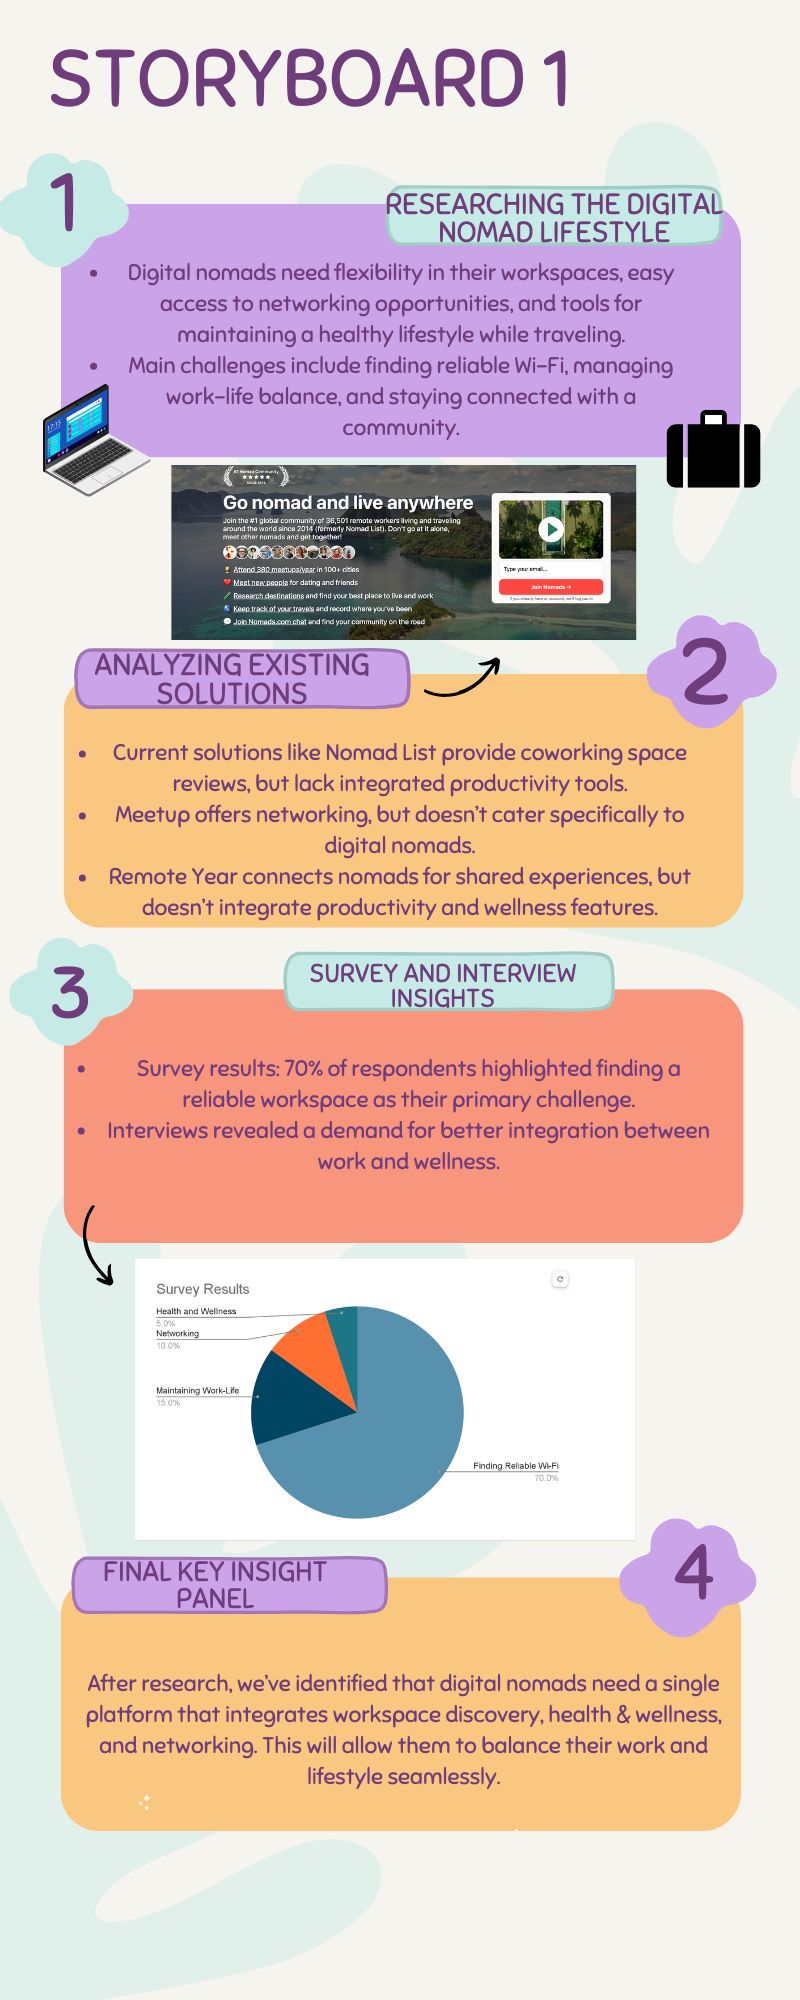 STORYBOARD 1
1
RESEARCHING THE DIGITAL
NOMAD LIFESTYLE
• Digital nomads need flexibility in their workspaces, easy
access to networking opportunities, and tools for
maintaining a healthy lifestyle while traveling.
• Main challenges include finding reliable Wi-Fi, managing
work-life balance, and staying connected with a
community.
17:15
#1 Nomad Community
★★★★★
SINCE 2014
Go nomad and live anywhere
Join the #1 global community of 36,501 remote workers living and traveling
around the world since 2014 (formerly Nomad List). Don't go at it alone,
meet other nomads and get together!
Attend 380 meetups/year in 100+ cities
Meet new people for dating and friends
Research destinations and find your best place to live and work
Keep track of your travels and record where you've been
Join Nomads.com chat and find your community on the road
Type your email...
Join Nomads →
If you already have an account, we'll log you in
ANALYZING EXISTING
SOLUTIONS
2
• Current solutions like Nomad List provide coworking space
reviews, but lack integrated productivity tools.
• Meetup offers networking, but doesn't cater specifically to
digital nomads.
• Remote Year connects nomads for shared experiences, but
doesn't integrate productivity and wellness features.
3
SURVEY AND INTERVIEW
INSIGHTS
• Survey results: 70% of respondents highlighted finding a
reliable workspace as their primary challenge.
• Interviews revealed a demand for better integration between
work and wellness.
Survey Results
Health and Wellness
5.0%
Networking
10.0%
Maintaining Work-Life
15.0%
Finding Reliable Wi-Fi
70.0%
FINAL KEY INSIGHT
PANEL
4
After research, we've identified that digital nomads need a single
platform that integrates workspace discovery, health & wellness,
and networking. This will allow them to balance their work and
lifestyle seamlessly.